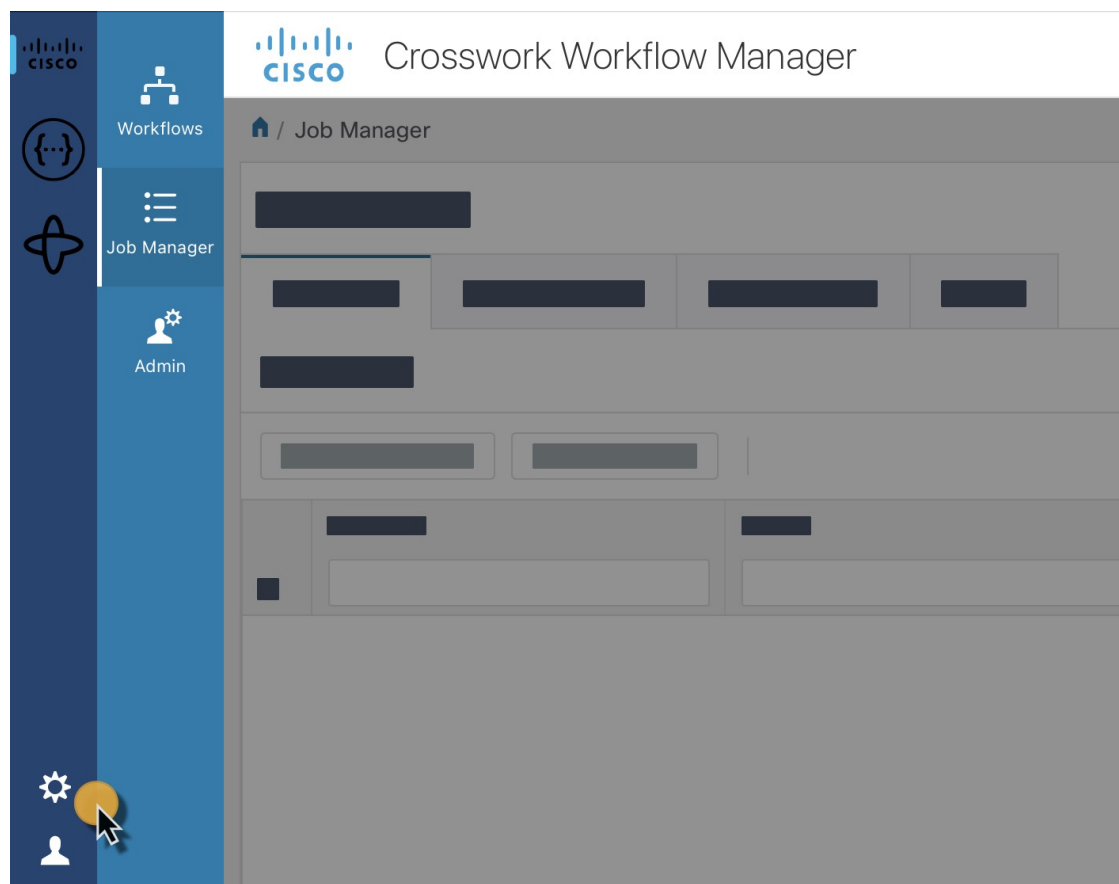 CISCO
Workflows
Job Manager
Admin
CISCO
Crosswork Workflow Manager
/ Job Manager